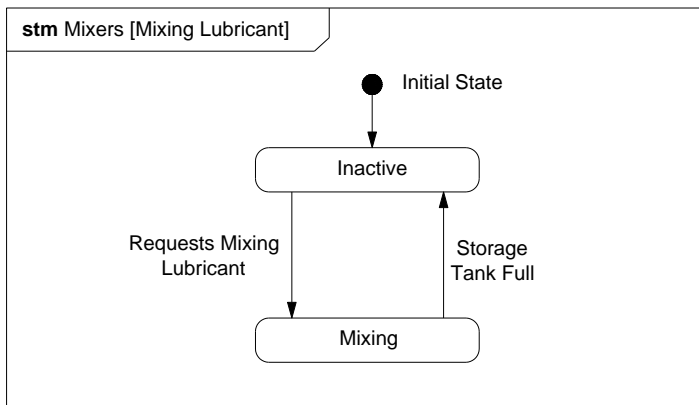 stm Mixers [Mixing Lubricant]
Initial State
Inactive
Requests Mixing
Lubricant
Storage
Tank Full
Mixing